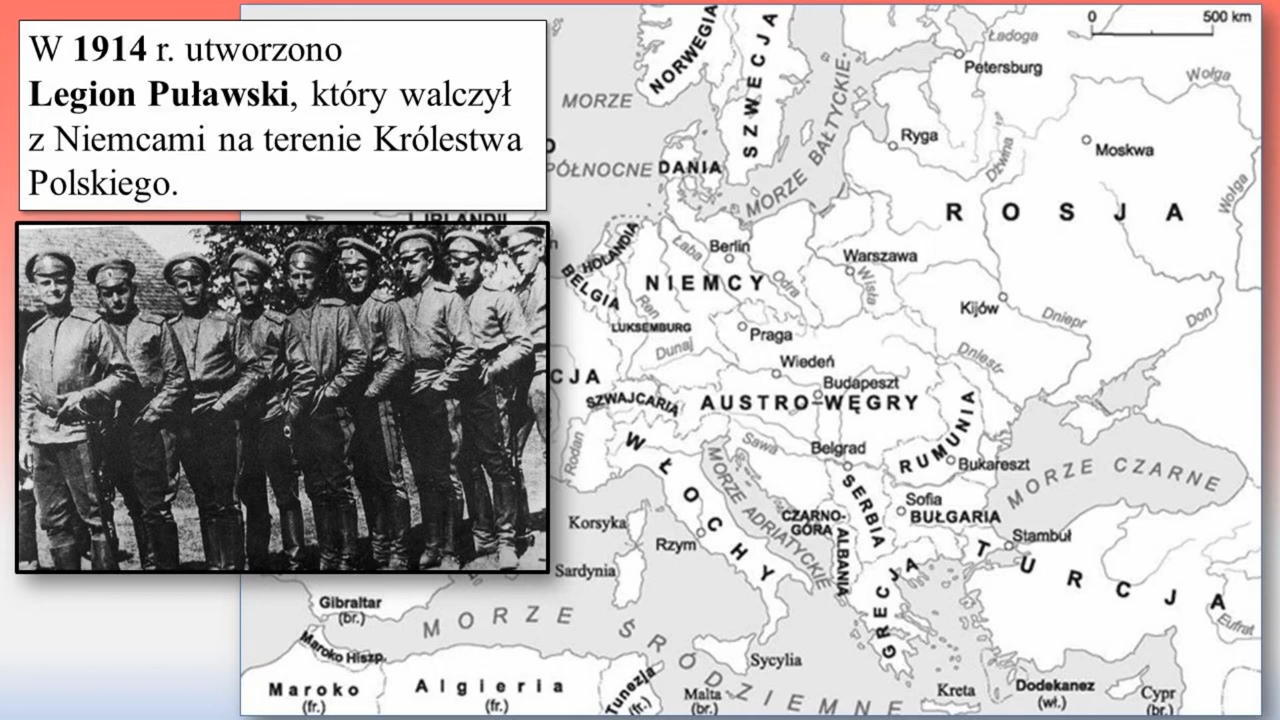 W 1914 r. utworzono
Legion Puławski, który walczył
z Niemcami na terenie Królestwa
Polskiego.
0 500 km
NORWEGIA
SZWECJA
Ładoga
Petersburg
Wołga
MORZE
PÓŁNOCNE
DANIA
MORZE BAŁTYCKIE
Ryga
Dźwina
Moskwa
Wołga
ROSJA
HOLANDIA
BELGIA
Łaba
Berlin
NIEMCY
Odra
Ren
Warszawa
Wisła
Kijów
Dniepr
Don
LUKSEMBURG
Praga
Dunaj
Wiedeń
Dniestr
CJA
SZWAJCARIA
Budapeszt
AUSTRO-WĘGRY
RUMUNIA
Rodan
WŁOCHY
Sawa
Belgrad
Bukareszt
MORZE CZARNE
MORZE ADRIATYCKIE
SERBIA
Sofia
BUŁGARIA
CZARNO-
GÓRA
ALBANIA
Korsyka
Rzym
Stambuł
TURCJA
Sardynia
GRECJA
Eufrat
Gibraltar
(br.)
MORZE ŚRÓDZIEMNE
Maroko Hiszp.
Sycylia
Maroko
(fr.)
Algieria
(fr.)
Tunezja
(fr.)
Malta
(br.)
Kreta
Dodekanez
(wł.)
Cypr
(br.)